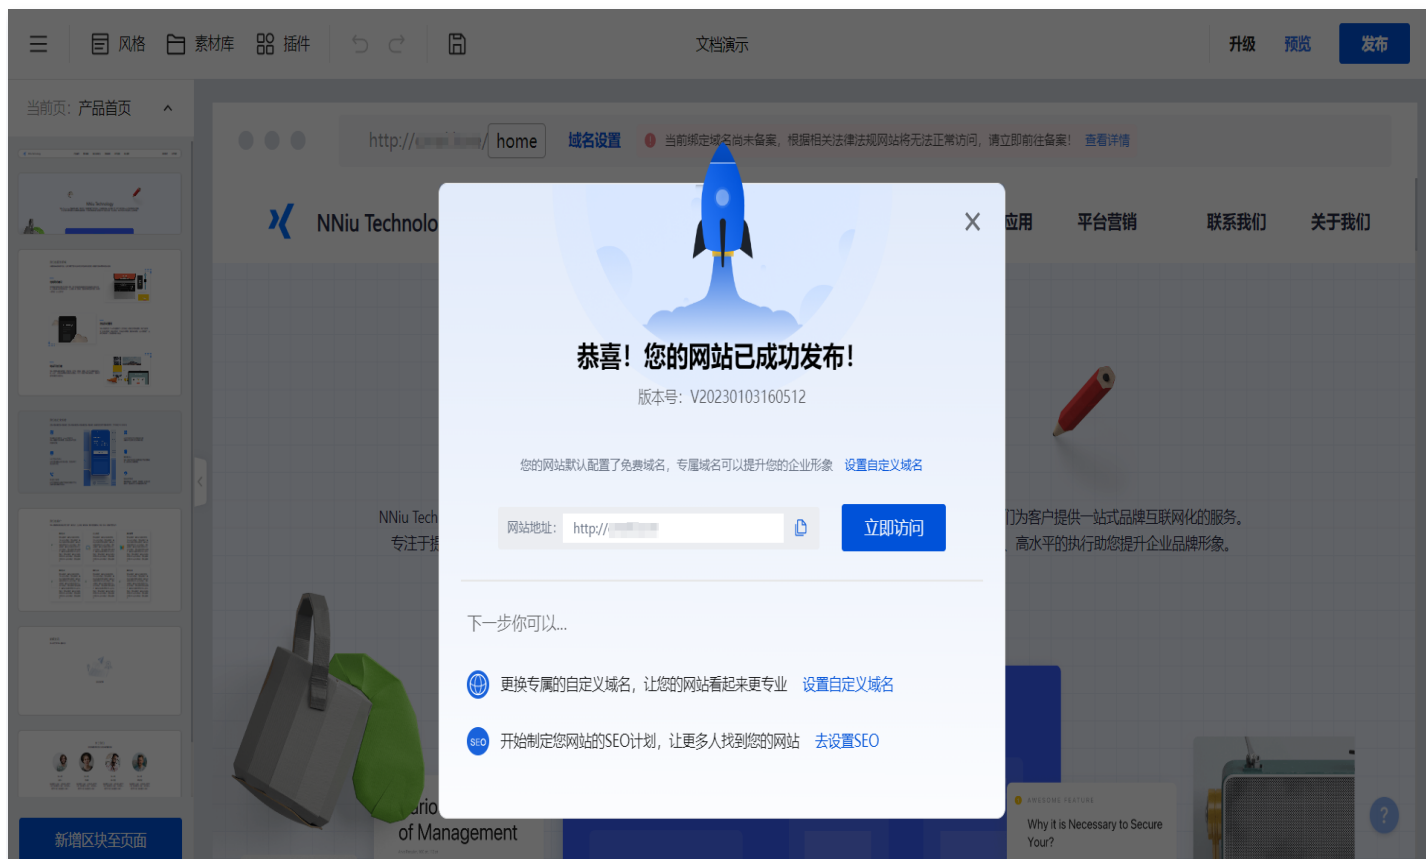 风格
素材库
插件
文档演示
升级
预览
发布
当前页：产品首页
http://
/
home
域名设置
当前绑定域名尚未备案，根据相关法律法规网站将无法正常访问，请立即前往备案！
查看详情
NNiu Technolo
应用
平台营销
联系我们
关于我们
恭喜！您的网站已成功发布！
版本号：V20230103160512
您的网站默认配置了免费域名，专属域名可以提升您的企业形象 设置自定义域名
网站地址：
http://
立即访问
NNiu Tech
们为客户提供一站式品牌互联网化的服务。
专注于提
高水平的执行助您提升企业品牌形象。
下一步你可以...
更换专属的自定义域名，让您的网站看起来更专业 设置自定义域名
SEO
开始制定您网站的SEO计划，让更多人找到您的网站 去设置SEO
ario
of Management
AWESOME FEATURE
Why it is Necessary to Secure
Your?
?
新增区块至页面